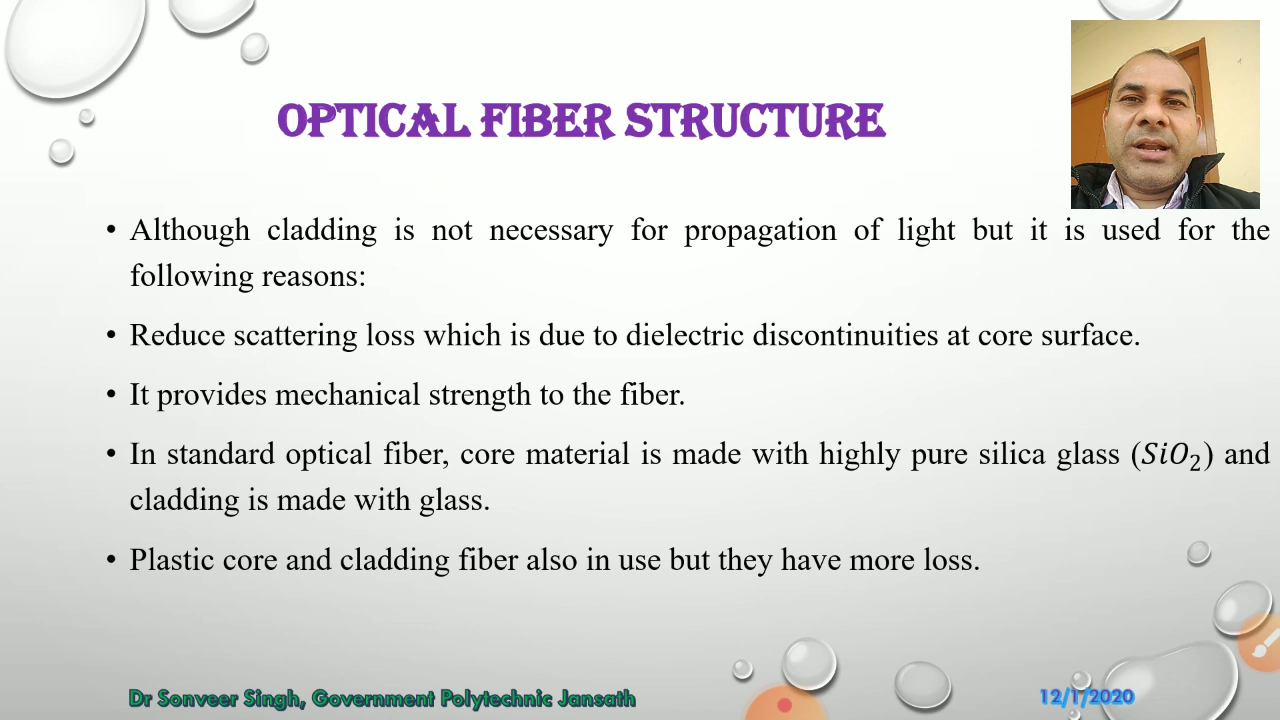 OPTICAL FIBER STRUCTURE
• Although cladding is not necessary for propagation of light but it is used for the
following reasons:
• Reduce scattering loss which is due to dielectric discontinuities at core surface.
• It provides mechanical strength to the fiber.
• In standard optical fiber, core material is made with highly pure silica glass (SiO₂) and
cladding is made with glass.
• Plastic core and cladding fiber also in use but they have more loss.
Dr Sonveer Singh, Government Polytechnic Jansath
12/1/2020